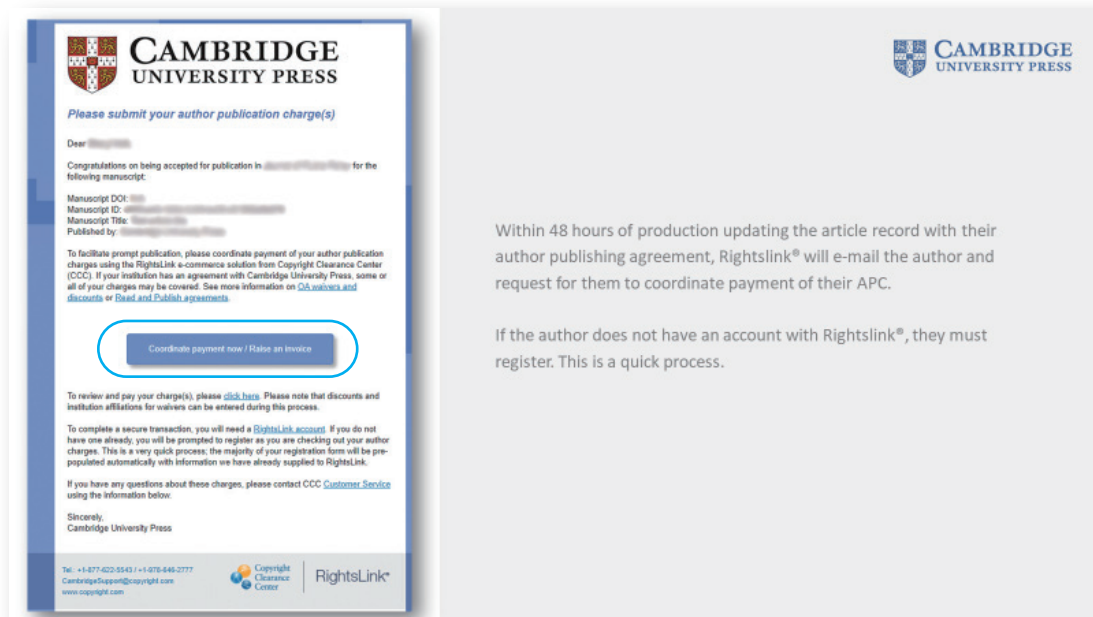 CAMBRIDGE
UNIVERSITY PRESS
Please submit your author publication charge(s)
Dear
Congratulations on being accepted for publication in for the
following manuscript:
Manuscript DOI:
Manuscript ID:
Manuscript Title:
Published by:
To facilitate prompt publication, please coordinate payment of your author publication
charges using the RightsLink e-commerce solution from Copyright Clearance Center
(CCC). If your institution has an agreement with Cambridge University Press, some or
all of your charges may be covered. See more information on OA waivers and
discounts or Read and Publish agreements.
Coordinate payment now / Raise an invoice
To review and pay your charge(s), please click here. Please note that discounts and
institution affiliations for waivers can be entered during this process.
To complete a secure transaction, you will need a RightsLink account. If you do not
have one already, you will be prompted to register as you are checking out your author
charges. This is a very quick process; the majority of your registration form will be pre-
populated automatically with information we have already supplied to RightsLink.
If you have any questions about these charges, please contact CCC Customer Service
using the information below.
Sincerely,
Cambridge University Press
Tel.: +1-877-622-5543 / +1-978-646-2777
CambridgeSupport@copyright.com
www.copyright.com
Copyright
Clearance
Center
RightsLink
CAMBRIDGE
UNIVERSITY PRESS
Within 48 hours of production updating the article record with their
author publishing agreement, Rightslink® will e-mail the author and
request for them to coordinate payment of their APC.
If the author does not have an account with Rightslink®, they must
register. This is a quick process.